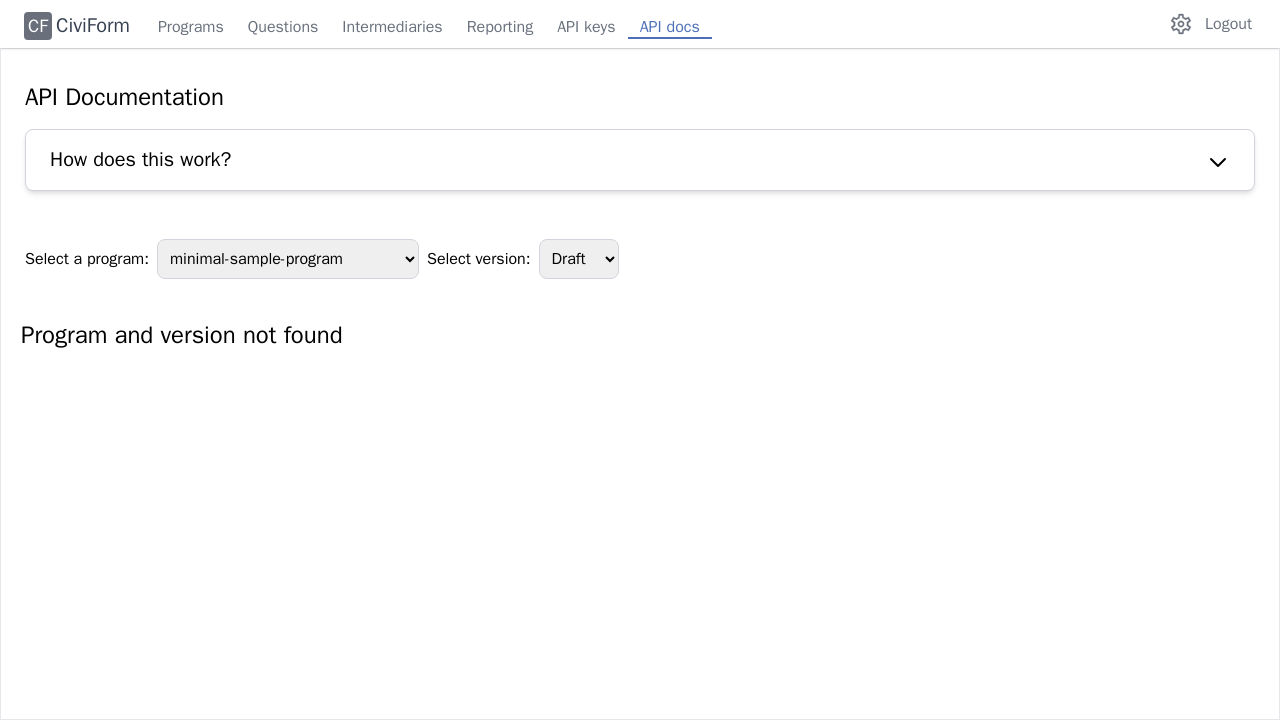 CF CiviForm Programs Questions Intermediaries Reporting API keys API docs Logout
API Documentation
How does this work?
Select a program: minimal-sample-program Select version: Draft
Program and version not found